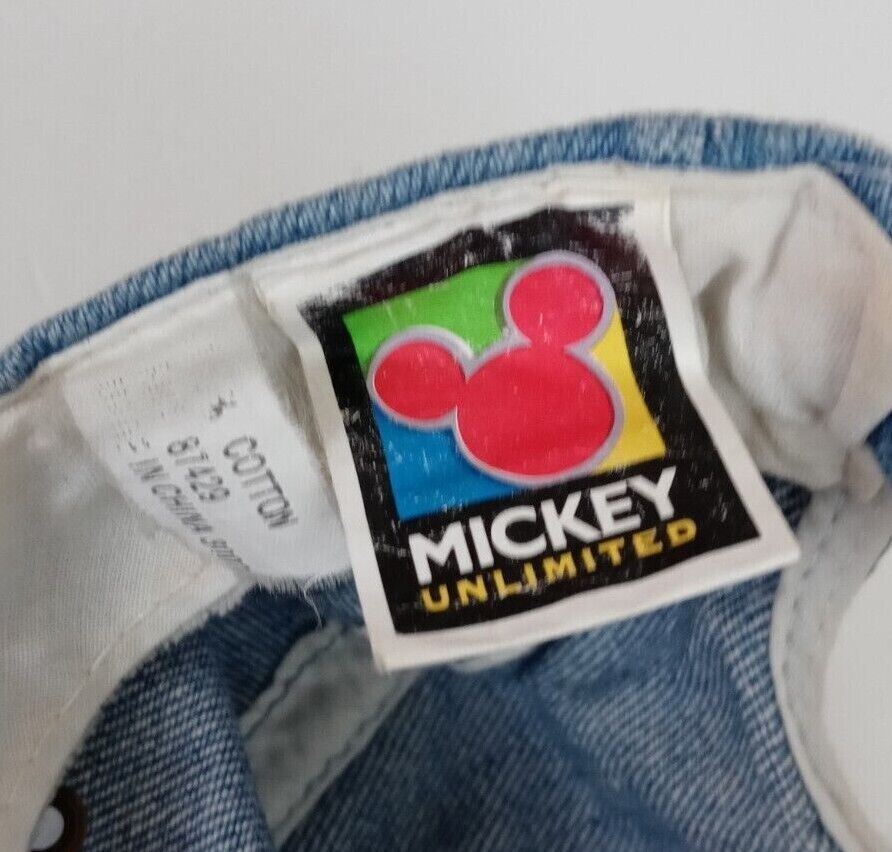 COTTON
87429
IN CHINA
MICKEY
UNLIMITED